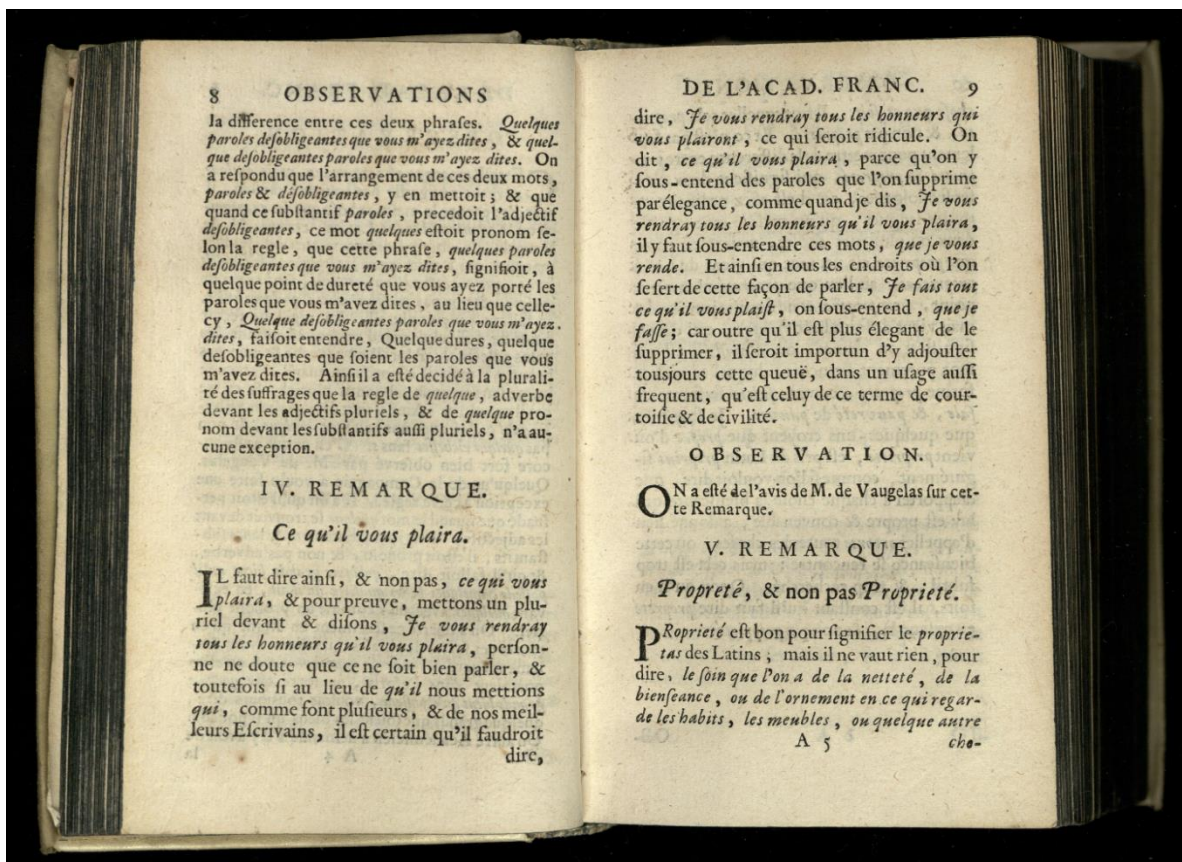 8 OBSERVATIONS
la difference entre ces deux phraſes. Quelques
paroles deſobligeantes que vous m'ayez dites, & quel-
que deſobligeantes paroles que vous m'ayez dites. On
a reſpondu que l'arrangement de ces deux mots,
paroles & déſobligeantes, y en mettoit; & que
quand ce ſubſtantif paroles, precedoit l'adjectif
deſobligeantes, ce mot quelques eſtoit pronom ſe-
lon la regle, que cette phraſe, quelques paroles
deſobligeantes que vous m'ayez dites, ſignifioit, à
quelque point de dureté que vous ayez porté les
paroles que vous m'avez dites, au lieu que celle-
cy, Quelque deſobligeantes paroles que vous m'ayez.
dites, faiſoit entendre, Quelque dures, quelque
desobligeantes que ſoient les paroles que vous
m'avez dites. Ainſi il a eſté decidé à la plurali-
té des ſuffrages que la regle de quelque, adverbe
devant les adjectifs pluriels, & de quelque pro-
nom devant les ſubſtantifs auſſi pluriels, n'a au-
cune exception.
IV. REMARQUE.
Ce qu'il vous plaira.
IL faut dire ainſi, & non pas, ce qui vous
plaira, & pour preuve, mettons un plu-
riel devant & diſons, Je vous rendray
tous les honneurs qu'il vous plaira, perſon-
ne ne doute que ce ne ſoit bien parler, &
toutefois ſi au lieu de qu'il nous mettions
qui, comme font pluſieurs, & de nos meil-
leurs Eſcrivains, il eſt certain qu'il faudroit
dire,
DE L'ACAD. FRANC. 9
dire, Je vous rendray tous les honneurs qui
vous plairont, ce qui ſeroit ridicule. On
dit, ce qu'il vous plaira, parce qu'on y
ſous-entend des paroles que l'on ſupprime
par élegance, comme quand je dis, Je vous
rendray tous les honneurs qu'il vous plaira,
il y faut ſous-entendre ces mots, que je vous
rende. Et ainſi en tous les endroits où l'on
ſe ſert de cette façon de parler, Je fais tout
ce qu'il vous plaiſt, on ſous-entend, que je
faſſe; car outre qu'il eſt plus élegant de le
ſupprimer, il ſeroit importun d'y adjouſter
tousjours cette queuë, dans un uſage auſſi
frequent, qu'eſt celuy de ce terme de cour-
toiſie & de civilité.
OBSERVATION.
ON a eſté de l'avis de M. de Vaugelas ſur cet-
te Remarque.
V. REMARQUE.
Propreté, & non pas Proprieté.
PRoprieté eſt bon pour ſignifier le proprie-
tas des Latins; mais il ne vaut rien, pour
dire, le ſoin que l'on a de la netteté, de la
bienſeance, ou de l'ornement en ce qui regar-
de les habits, les meubles, ou quelque autre
A 5 cho-